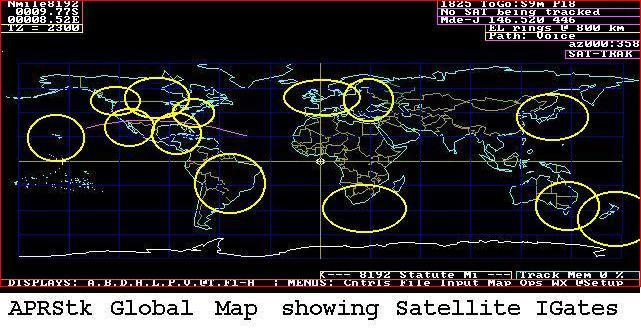 Nmile8192
0009.77S
00008.52E
TZ = 2300
1825 ToGo:S9m P18
No SAT being tracked
Mde-J 146.520 446
EL rings @ 800 km
Path: Voice
az000:358
SAT-TRAK
<--- 8192 Statute Mi --->
Track Mem 0 %
DISPLAYS: A.B.D.H.L.P.V.@T.F1-H : MENUS: Cntrls File Input Map Ops WX @Setup
APRStk Global Map showing Satellite IGates